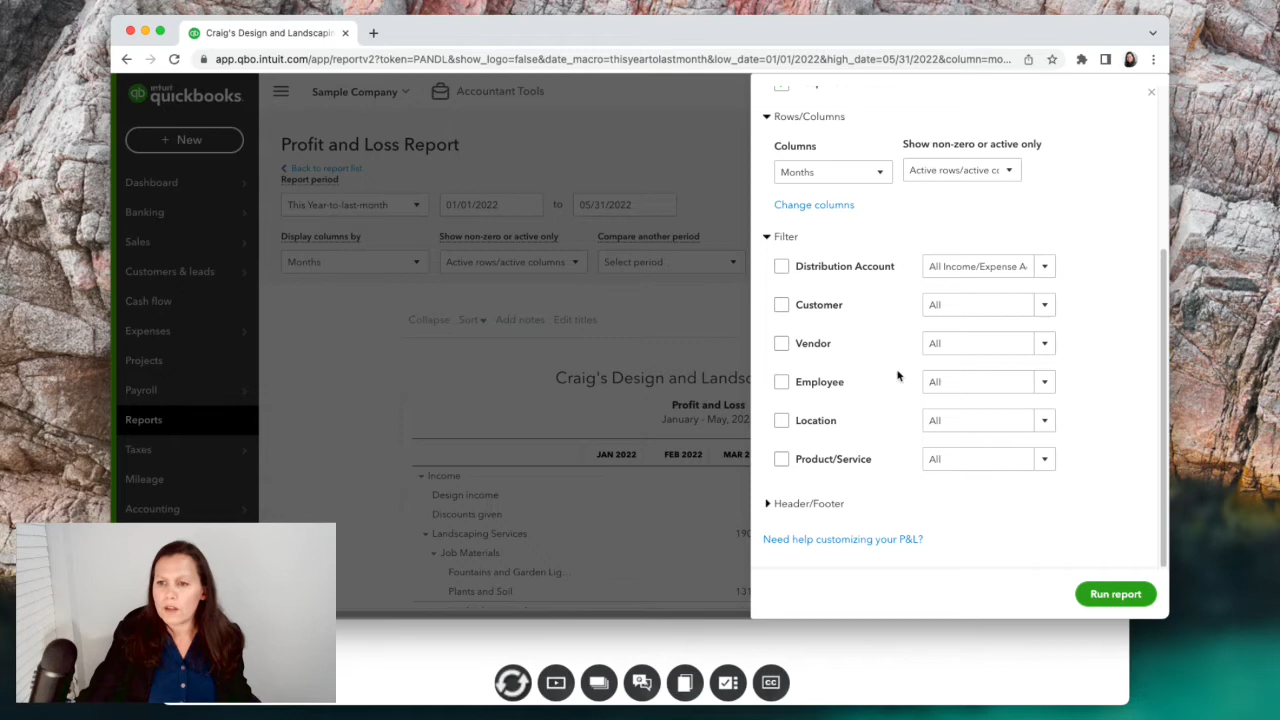 Craig's Design and Landscapin
app.qbo.intuit.com/app/reportv2?token=PANDL&show_logo=false&date_macro=thisyeartolastmonth&low_date=01/01/2022&high_date=05/31/2022&column=mo...
intuit
quickbooks.
Sample Company
Accountant Tools
+ New
Dashboard
Banking
Sales
Customers & leads
Cash flow
Expenses
Projects
Payroll
Reports
Taxes
Mileage
Accounting
Profit and Loss Report
Back to report list
Report period
This Year-to-last-month
01/01/2022
to
05/31/2022
Display columns by
Show non-zero or active only
Compare another period
Months
Active rows/active columns
Select period
Collapse
Sort
Add notes
Edit titles
Craig's Design and Landsc
Profit and Loss
January - May, 202
JAN 2022
FEB 2022
MAR 2
Income
Design income
Discounts given
Landscaping Services
190
Job Materials
Fountains and Garden Lig...
Plants and Soil
131
Rows/Columns
Columns
Show non-zero or active only
Months
Active rows/active cc
Change columns
Filter
Distribution Account
All Income/Expense A
Customer
All
Vendor
All
Employee
All
Location
All
Product/Service
All
Header/Footer
Need help customizing your P&L?
Run report
CC